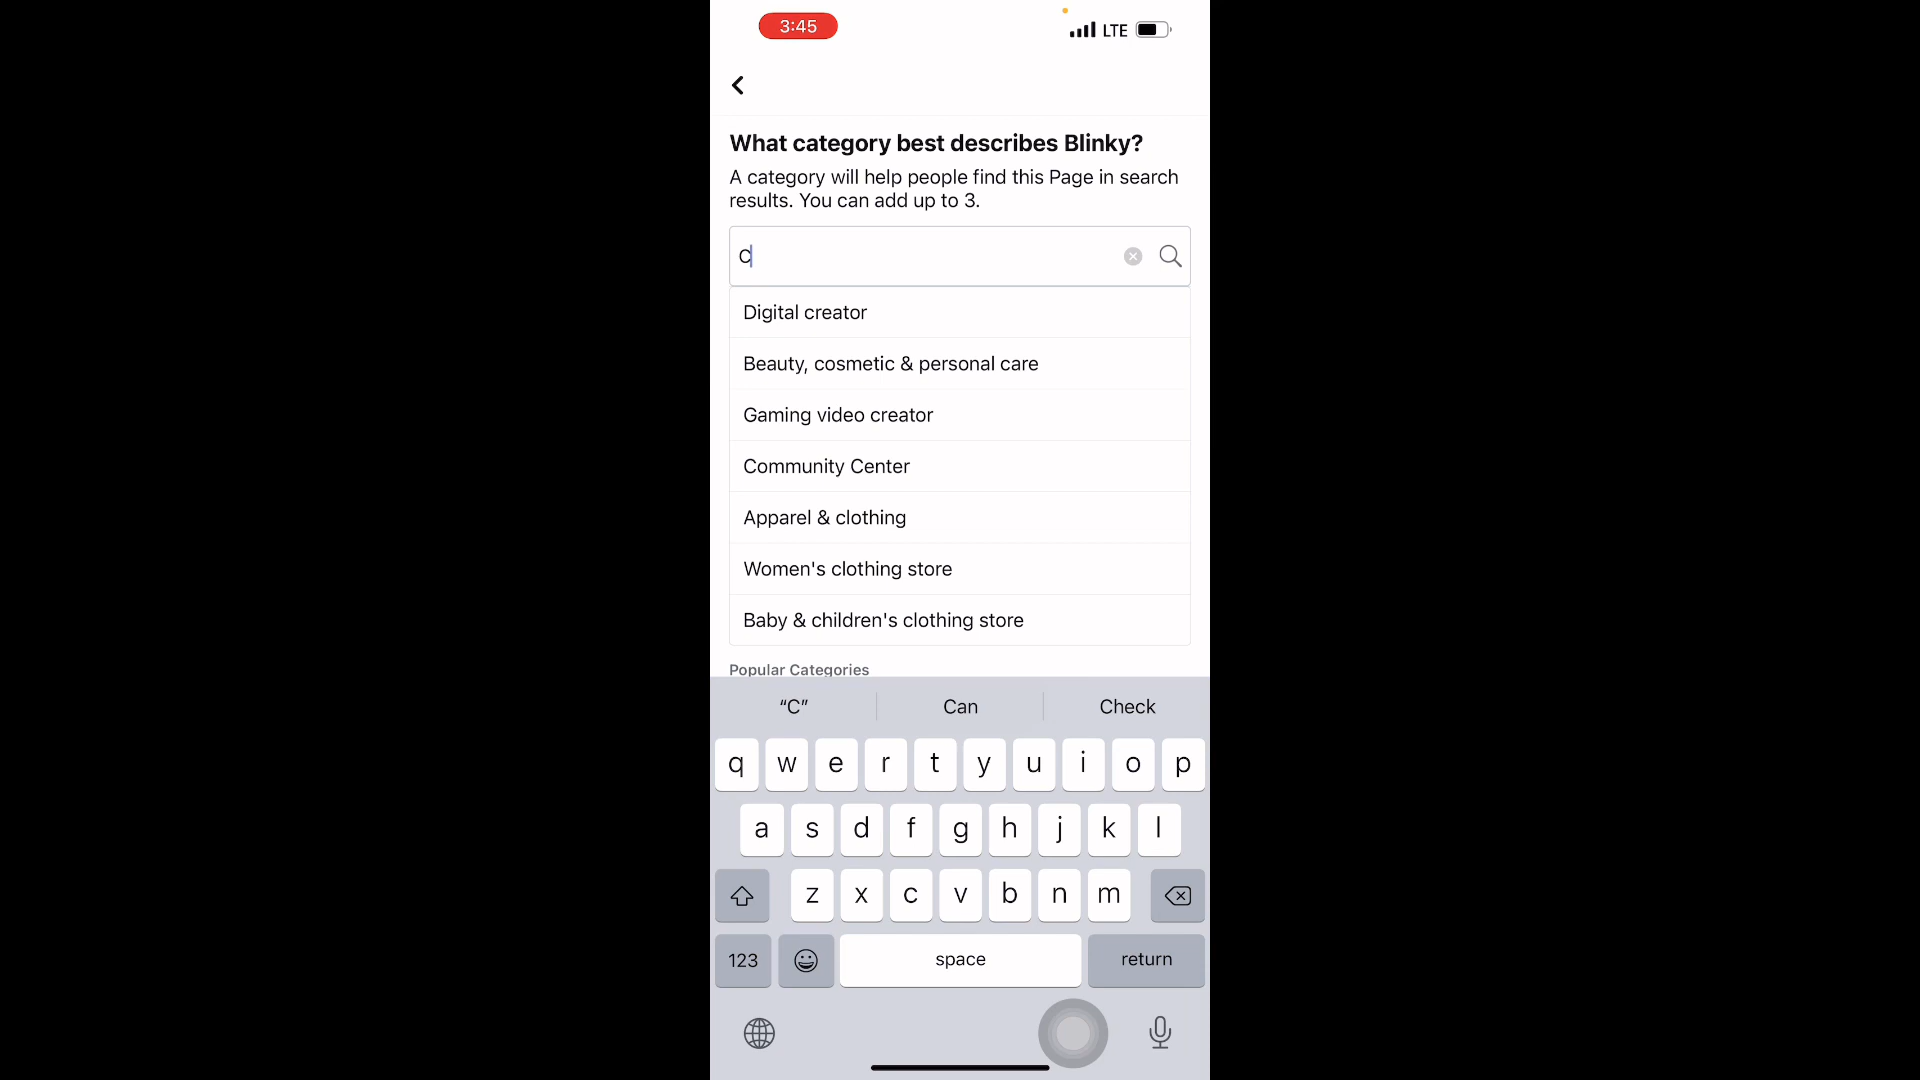 3:45
LTE
What category best describes Blinky?
A category will help people find this Page in search
results. You can add up to 3.
C
Digital creator
Beauty, cosmetic & personal care
Gaming video creator
Community Center
Apparel & clothing
Women's clothing store
Baby & children's clothing store
Popular Categories
“C” Can Check
q w e r t y u i o p
a s d f g h j k l
z x c v b n m
123 space return